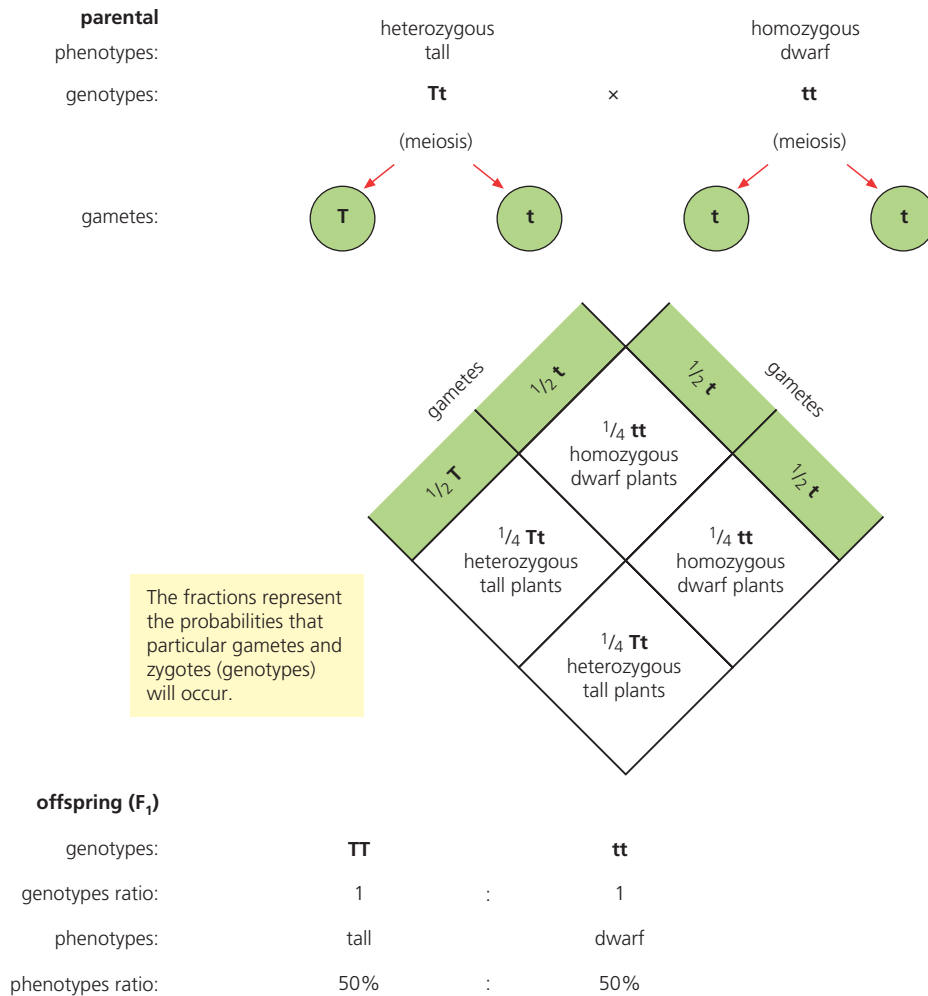 parental
phenotypes: heterozygous tall homozygous dwarf
genotypes: Tt × tt
(meiosis) (meiosis)
gametes: T t t t
gametes 1/2 t 1/2 t gametes
1/2 T 1/2 t
1/4 tt
homozygous
dwarf plants
1/4 Tt
heterozygous
tall plants
1/4 tt
homozygous
dwarf plants
1/4 Tt
heterozygous
tall plants
The fractions represent
the probabilities that
particular gametes and
zygotes (genotypes)
will occur.
offspring (F1)
genotypes: TT tt
genotypes ratio: 1 : 1
phenotypes: tall dwarf
phenotypes ratio: 50% : 50%